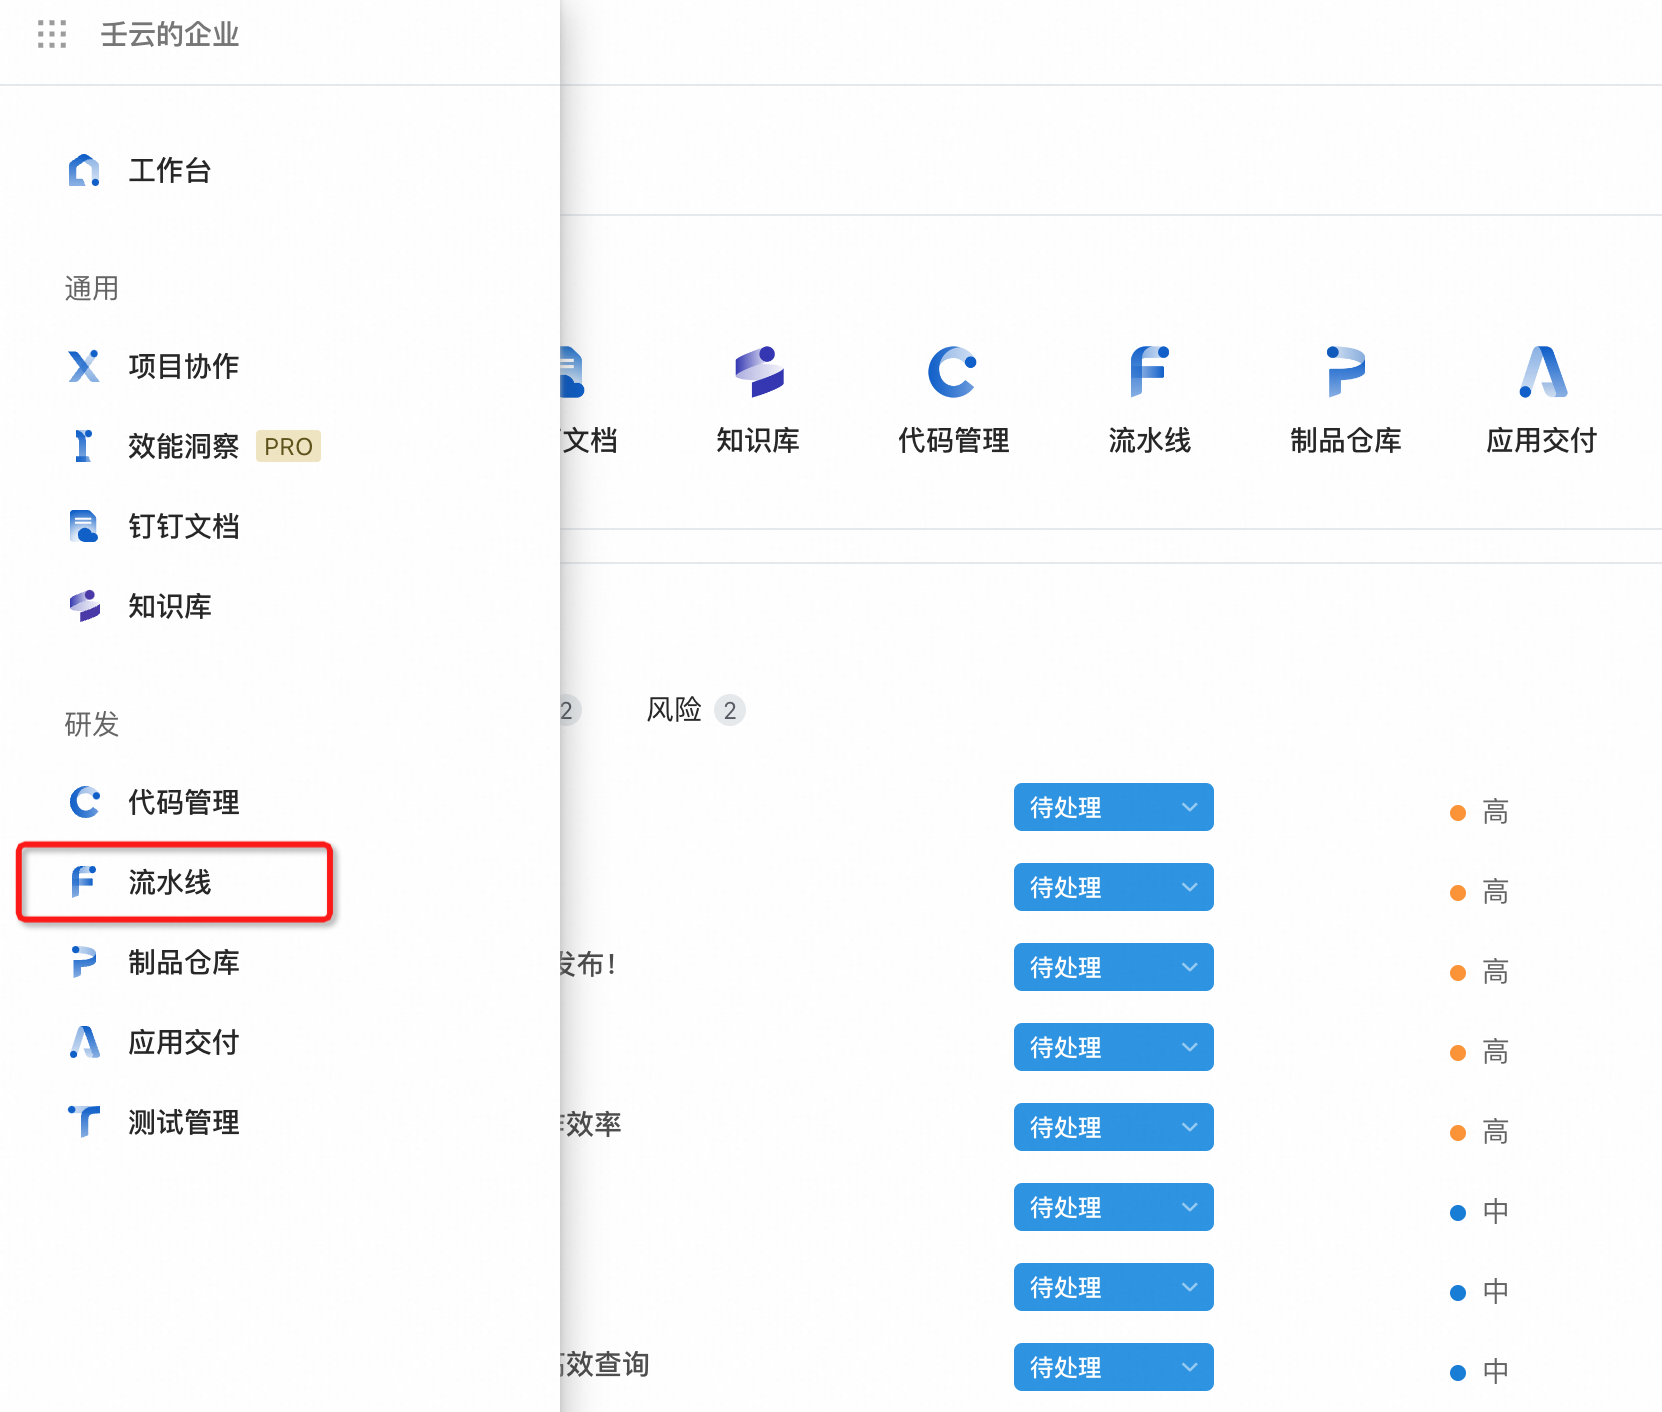 壬云的企业
工作台
通用
项目协作
效能洞察 PRO
钉钉文档
知识库
研发
代码管理
流水线
制品仓库
应用交付
测试管理
文档 知识库 代码管理 流水线 制品仓库 应用交付
2 风险 2
待处理 高
待处理 高
发布! 待处理 高
待处理 高
效率 待处理 高
待处理 中
待处理 中
高效查询 待处理 中